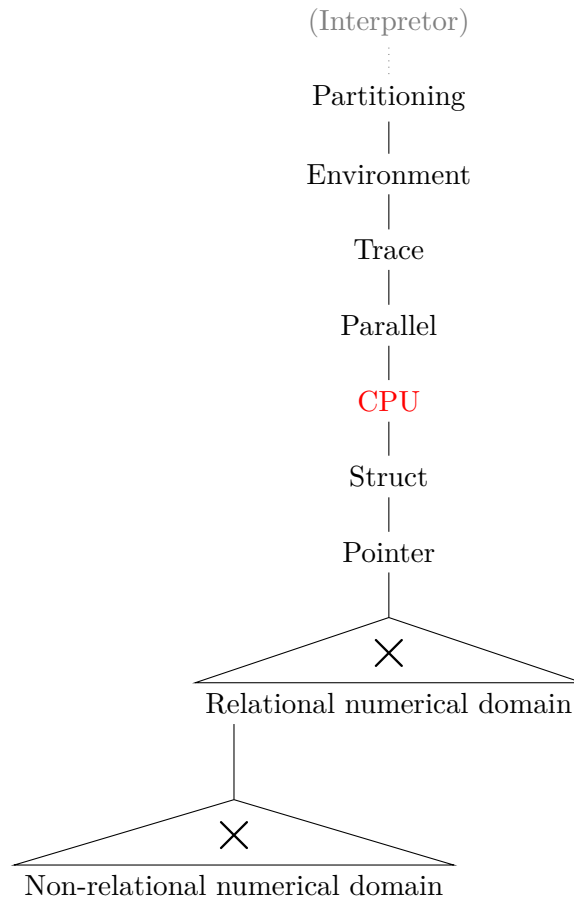 (Interpretor)
Partitioning
Environment
Trace
Parallel
CPU
Struct
Pointer
Relational numerical domain
Non-relational numerical domain